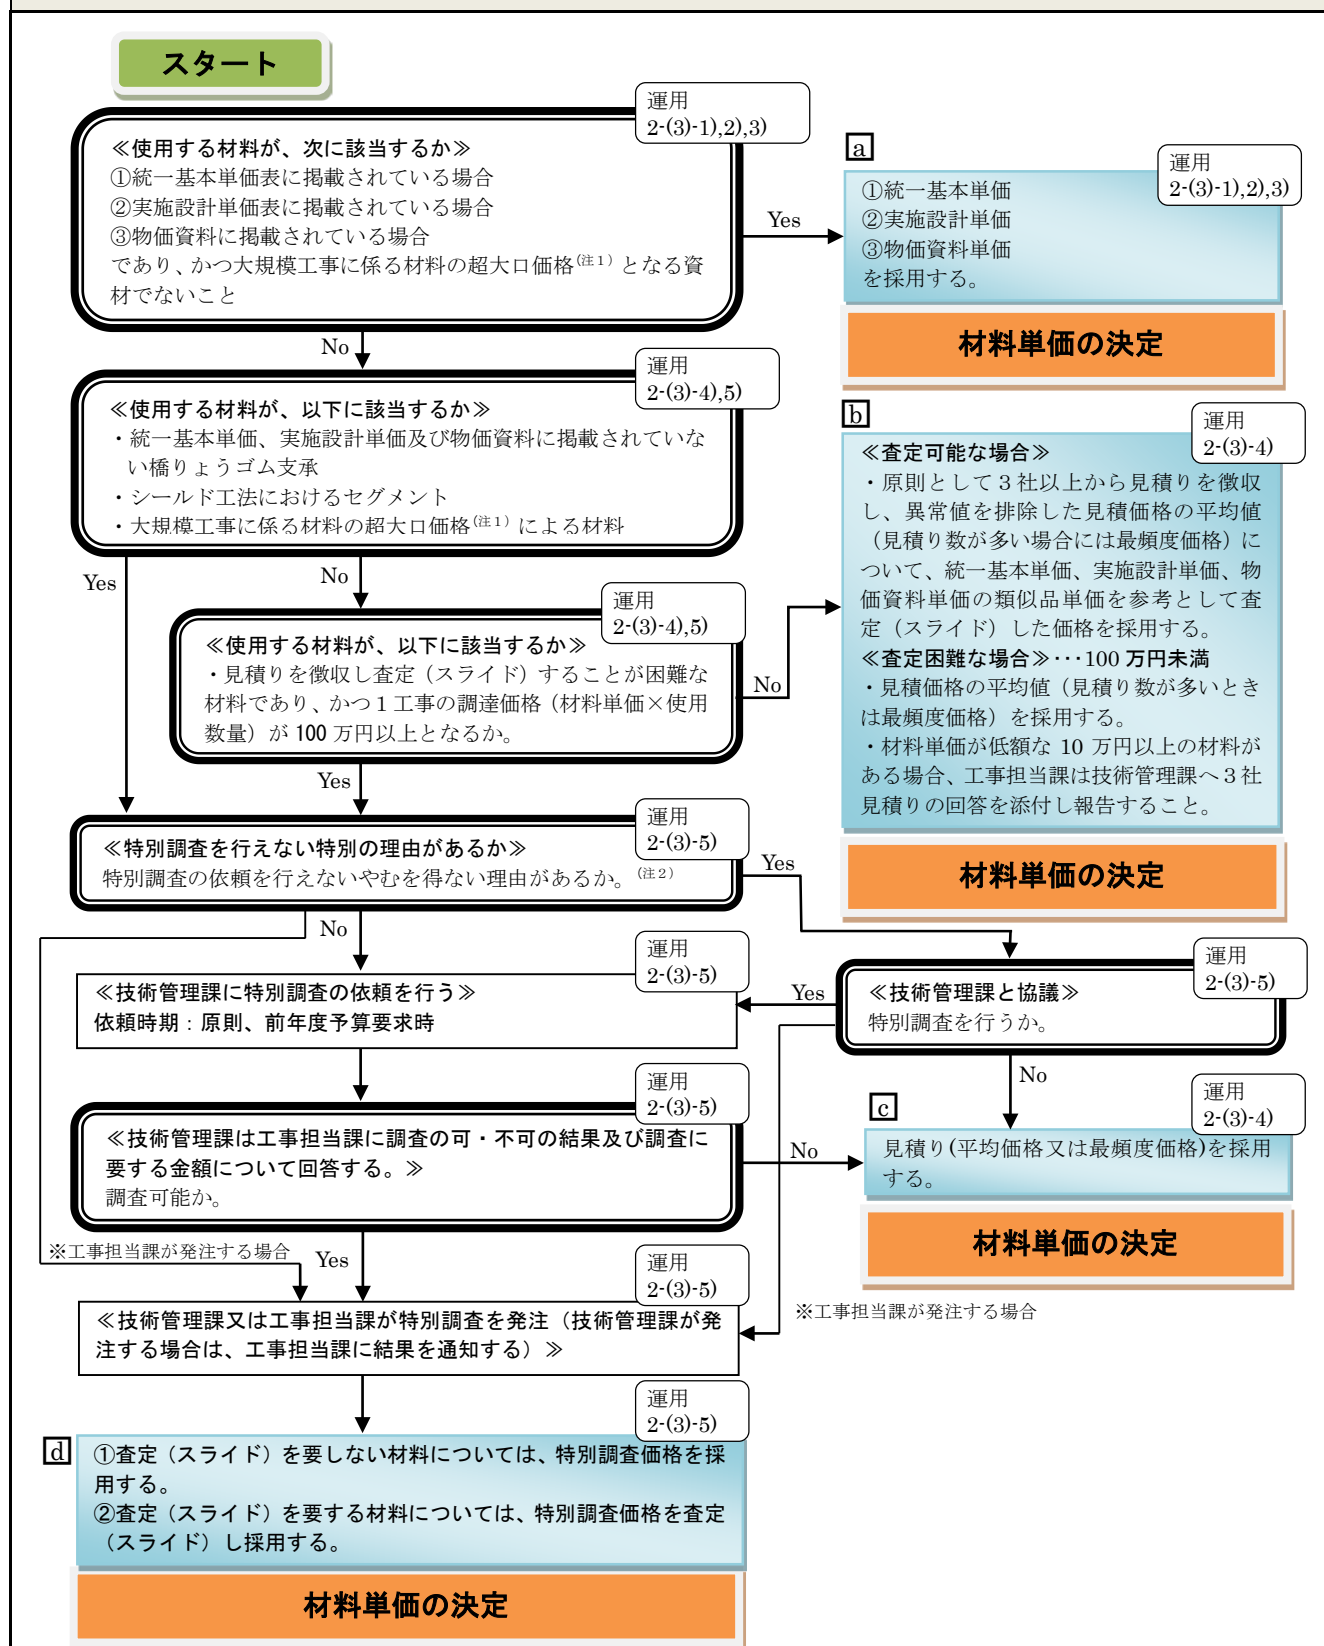 スタート
運用
2-(3)-1),2),3)
≪使用する材料が、次に該当するか≫
①統一基本単価表に掲載されている場合
②実施設計単価表に掲載されている場合
③物価資料に掲載されている場合
であり、かつ大規模工事に係る材料の超大口価格(注1)となる資
材でないこと
Yes
a
運用
2-(3)-1),2),3)
①統一基本単価
②実施設計単価
③物価資料単価
を採用する。
材料単価の決定
No
運用
2-(3)-4),5)
≪使用する材料が、以下に該当するか≫
・統一基本単価、実施設計単価及び物価資料に掲載されていな
い橋りょうゴム支承
・シールド工法におけるセグメント
・大規模工事に係る材料の超大口価格(注1)による材料
Yes
No
b
運用
2-(3)-4)
≪査定可能な場合≫
・原則として3社以上から見積りを徴収
し、異常値を排除した見積価格の平均値
（見積り数が多い場合には最頻度価格）に
ついて、統一基本単価、実施設計単価、物
価資料単価の類似品単価を参考として査
定（スライド）した価格を採用する。
≪査定困難な場合≫･･･100万円未満
・見積価格の平均値（見積り数が多いとき
は最頻度価格）を採用する。
・材料単価が低額な 10 万円以上の材料が
ある場合、工事担当課は技術管理課へ3社
見積りの回答を添付し報告すること。
材料単価の決定
運用
2-(3)-4),5)
≪使用する材料が、以下に該当するか≫
・見積りを徴収し査定（スライド）することが困難な
材料であり、かつ1工事の調達価格（材料単価×使用
数量）が 100 万円以上となるか。
No
Yes
運用
2-(3)-5)
≪特別調査を行えない特別の理由があるか≫
特別調査の依頼を行えないやむを得ない理由があるか。(注2)
Yes
No
運用
2-(3)-5)
≪技術管理課に特別調査の依頼を行う≫
依頼時期：原則、前年度予算要求時
Yes
運用
2-(3)-5)
≪技術管理課と協議≫
特別調査を行うか。
No
運用
2-(3)-5)
≪技術管理課は工事担当課に調査の可・不可の結果及び調査に
要する金額について回答する。≫
調査可能か。
No
c
運用
2-(3)-4)
見積り(平均価格又は最頻度価格)を採用
する。
材料単価の決定
※工事担当課が発注する場合
Yes
運用
2-(3)-5)
≪技術管理課又は工事担当課が特別調査を発注（技術管理課が発
注する場合は、工事担当課に結果を通知する）≫
※工事担当課が発注する場合
運用
2-(3)-5)
d
①査定（スライド）を要しない材料については、特別調査価格を採
用する。
②査定（スライド）を要する材料については、特別調査価格を査定
（スライド）し採用する。
材料単価の決定